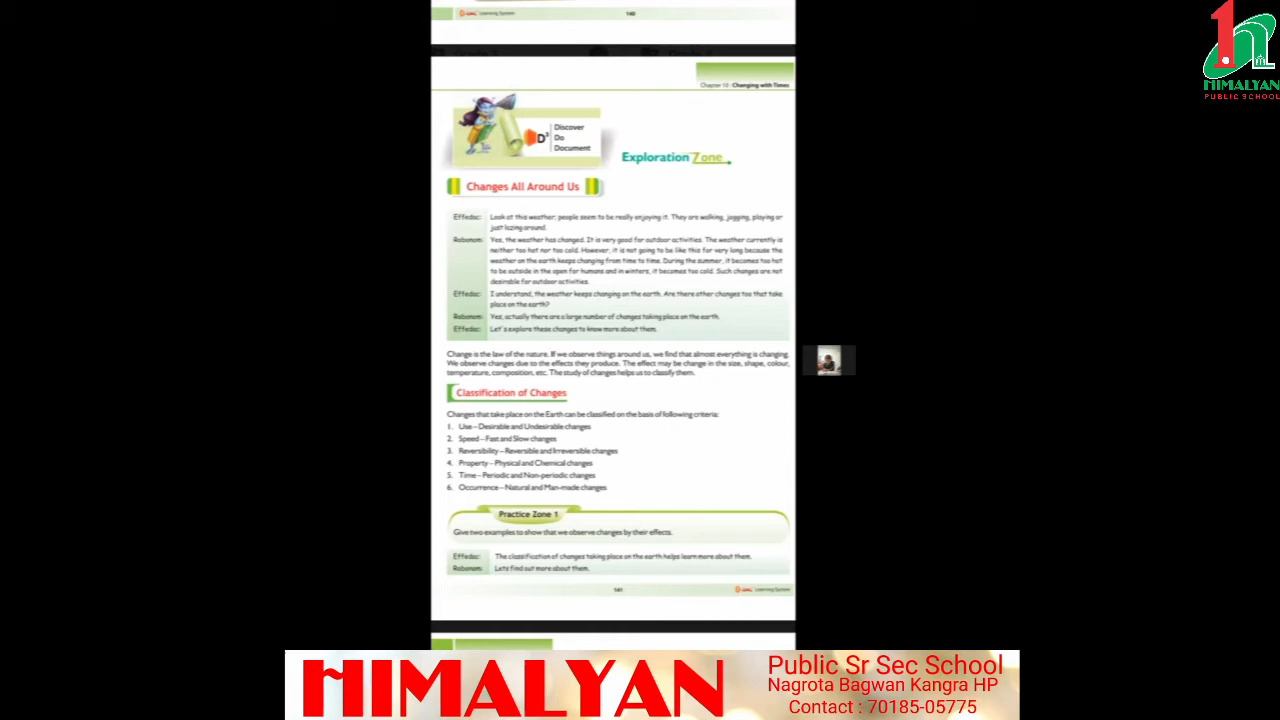 Learning System
140
HIMALYAN
PUBLIC SCHOOL
Chapter 10 : Changing with Times
D3
Discover
Do
Document
Exploration Zone
Changes All Around Us
Effedac: Look at this weather; people seem to be really enjoying it. They are walking, jogging, playing or
just lazing around.
Robonom: Yes, the weather has changed. It is very good for outdoor activities. The weather currently is
neither too hot nor too cold. However, it is not going to be like this for very long because the
weather on the earth keeps changing from time to time. During the summer, it becomes too hot
to be outside in the open for humans and in winters, it becomes too cold. Such changes are not
desirable for outdoor activities.
Effedac: I understand, the weather keeps changing on the earth. Are there other changes too that take
place on the earth?
Robonom: Yes, actually there are a large number of changes taking place on the earth.
Effedac: Let's explore these changes to know more about them.
Change is the law of the nature. If we observe things around us, we find that almost everything is changing.
We observe changes due to the effects they produce. The effect may be change in the size, shape, colour,
temperature, composition, etc. The study of changes helps us to classify them.
Classification of Changes
Changes that take place on the Earth can be classified on the basis of following criteria:
1. Use – Desirable and Undesirable changes
2. Speed – Fast and Slow changes
3. Reversibility – Reversible and Irreversible changes
4. Property – Physical and Chemical changes
5. Time – Periodic and Non-periodic changes
6. Occurrence – Natural and Man-made changes
Practice Zone 1
Give two examples to show that we observe changes by their effects.
Effedac: The classification of changes taking place on the earth helps learn more about them.
Robonom: Lets find out more about them.
141
Learning System
HIMALYAN
Public Sr Sec School
Nagrota Bagwan Kangra HP
Contact : 70185-05775